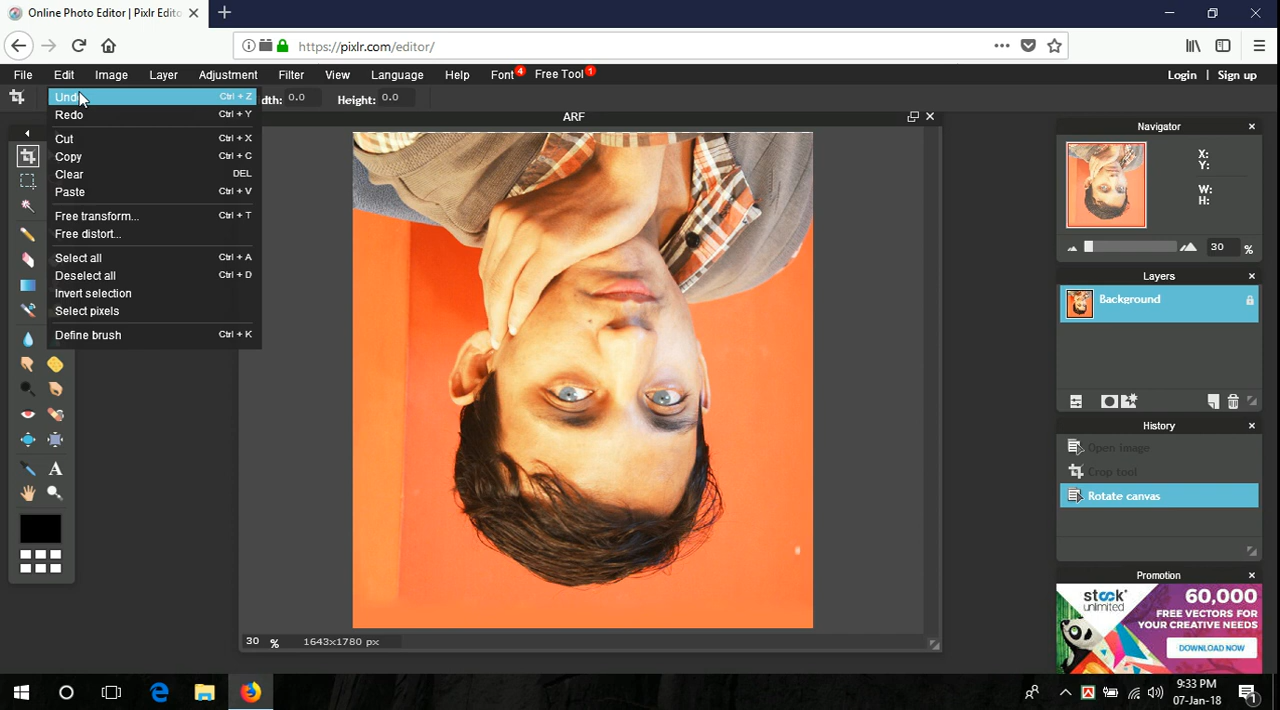 Online Photo Editor | Pixlr Edito
https://pixlr.com/editor/
File Edit Image Layer Adjustment Filter View Language Help Font 4 Free Tool 1 Login | Sign up
Height: 0.0
0.0
ARF
Undo Ctrl + Z
Redo Ctrl + Y
Cut Ctrl + X
Copy Ctrl + C
Clear DEL
Paste Ctrl + V
Free transform... Ctrl + T
Free distort...
Select all Ctrl + A
Deselect all Ctrl + D
Invert selection
Select pixels
Define brush Ctrl + K
A
30 % 1643x1780 px
Navigator
X:
Y:
W:
H:
30 %
Layers
Background
History
Open image
Crop tool
Rotate canvas
Promotion
stock unlimited
60,000
FREE VECTORS FOR
YOUR CREATIVE NEEDS
DOWNLOAD NOW
9:33 PM
07-Jan-18
1